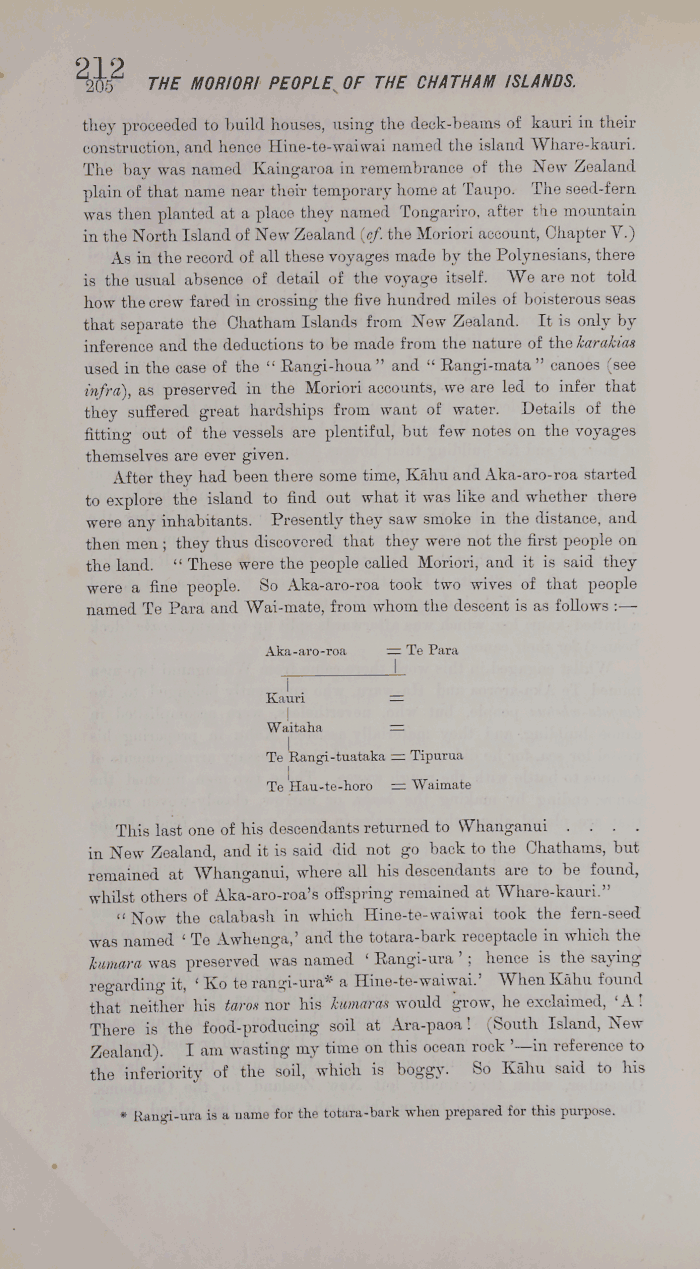 212
205
THE MORIORI PEOPLE OF THE CHATHAM ISLANDS.
they proceeded to build houses, using the deck-beams of kauri in their
construction, and hence Hine-te-waiwai named the island Whare-kauri.
The bay was named Kaingaroa in remembrance of the New Zealand
plain of that name near their temporary home at Taupo. The seed-fern
was then planted at a place they named Tongariro, after the mountain
in the North Island of New Zealand (cf. the Moriori account, Chapter V.)
As in the record of all these voyages made by the Polynesians, there
is the usual absence of detail of the voyage itself. We are not told
how the crew fared in crossing the five hundred miles of boisterous seas
that separate the Chatham Islands from New Zealand. It is only by
inference and the deductions to be made from the nature of the karakias
used in the case of the “ Rangi-houa ” and “ Rangi-mata ” canoes (see
infra), as preserved in the Moriori accounts, we are led to infer that
they suffered great hardships from want of water. Details of the
fitting out of the vessels are plentiful, but few notes on the voyages
themselves are ever given.
After they had been there some time, Kāhu and Aka-aro-roa started
to explore the island to find out what it was like and whether there
were any inhabitants. Presently they saw smoke in the distance, and
then men ; they thus discovered that they were not the first people on
the land. “ These were the people called Moriori, and it is said they
were a fine people. So Aka-aro-roa took two wives of that people
named Te Para and Wai-mate, from whom the descent is as follows :—
Aka-aro-roa = Te Para
Kauri =
Waitaha =
Te Rangi-tuataka = Tipurua
Te Hau-te-horo = Waimate
This last one of his descendants returned to Whanganui . . . .
in New Zealand, and it is said did not go back to the Chathams, but
remained at Whanganui, where all his descendants are to be found,
whilst others of Aka-aro-roa’s offspring remained at Whare-kauri.”
“ Now the calabash in which Hine-te-waiwai took the fern-seed
was named ‘ Te Awhenga,’ and the totara-bark receptacle in which the
kumara was preserved was named ‘ Rangi-ura ’ ; hence is the saying
regarding it, ‘ Ko te rangi-ura* a Hine-te-waiwai.’ When Kāhu found
that neither his taros nor his kumaras would grow, he exclaimed, ‘A !
There is the food-producing soil at Ara-paoa ! (South Island, New
Zealand). I am wasting my time on this ocean rock ’—in reference to
the inferiority of the soil, which is boggy. So Kāhu said to his
* Rangi-ura is a name for the totara-bark when prepared for this purpose.